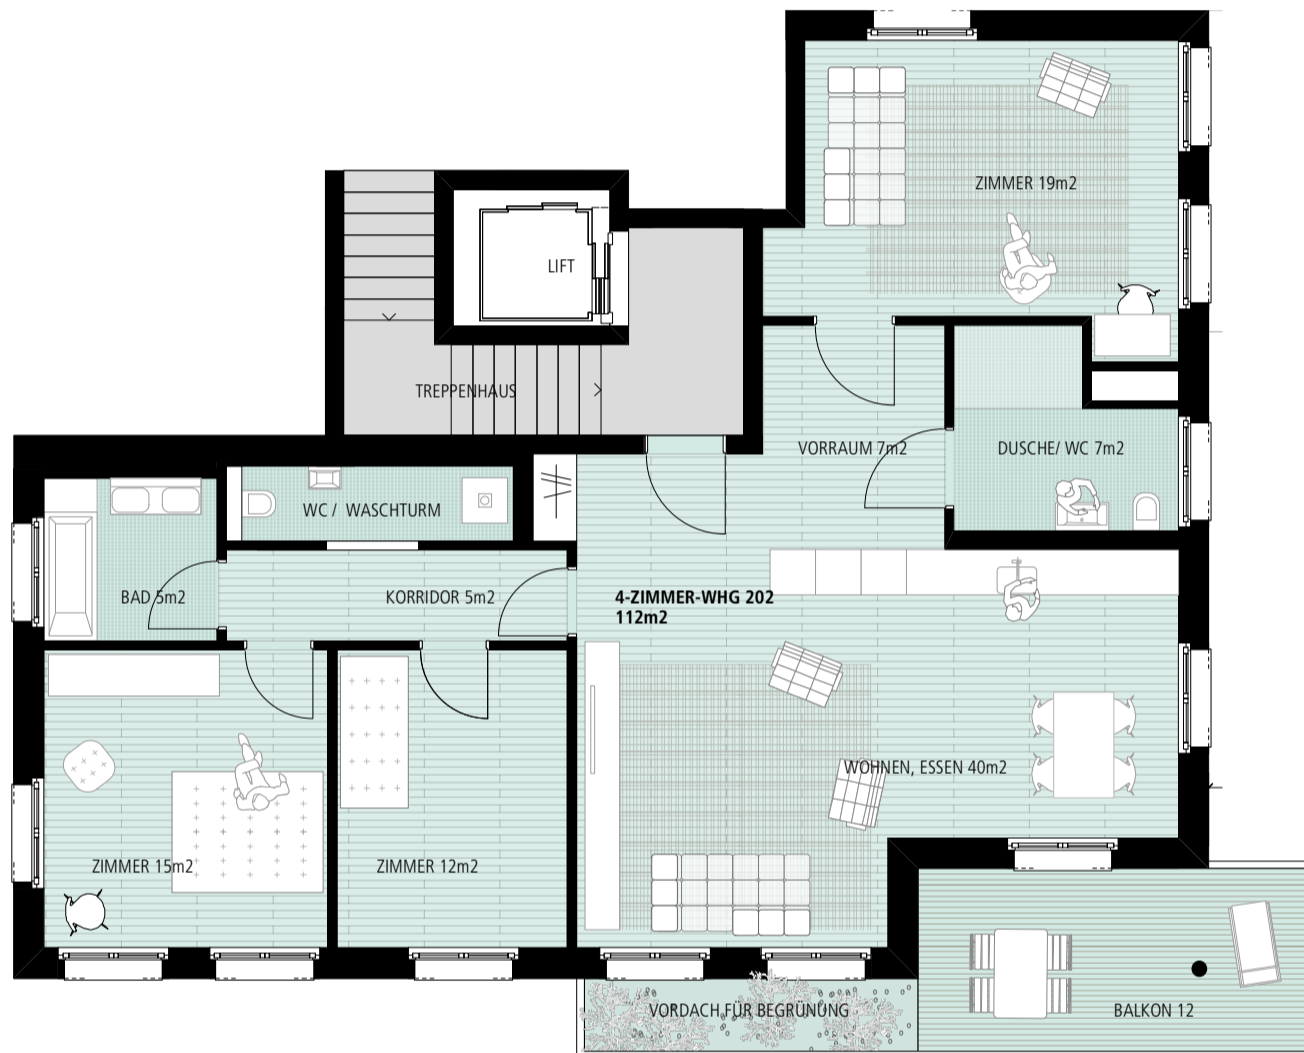 ZIMMER 19m2
LIFT
TREPPENHAUS
VORRAUM 7m2
DUSCHE/ WC 7m2
WC / WASCHTURM
BAD 5m2
KORRIDOR 5m2
4-ZIMMER-WHG 202
112m2
WOHNEN, ESSEN 40m2
ZIMMER 15m2
ZIMMER 12m2
VORDACH FÜR BEGRÜNUNG
BALKON 12